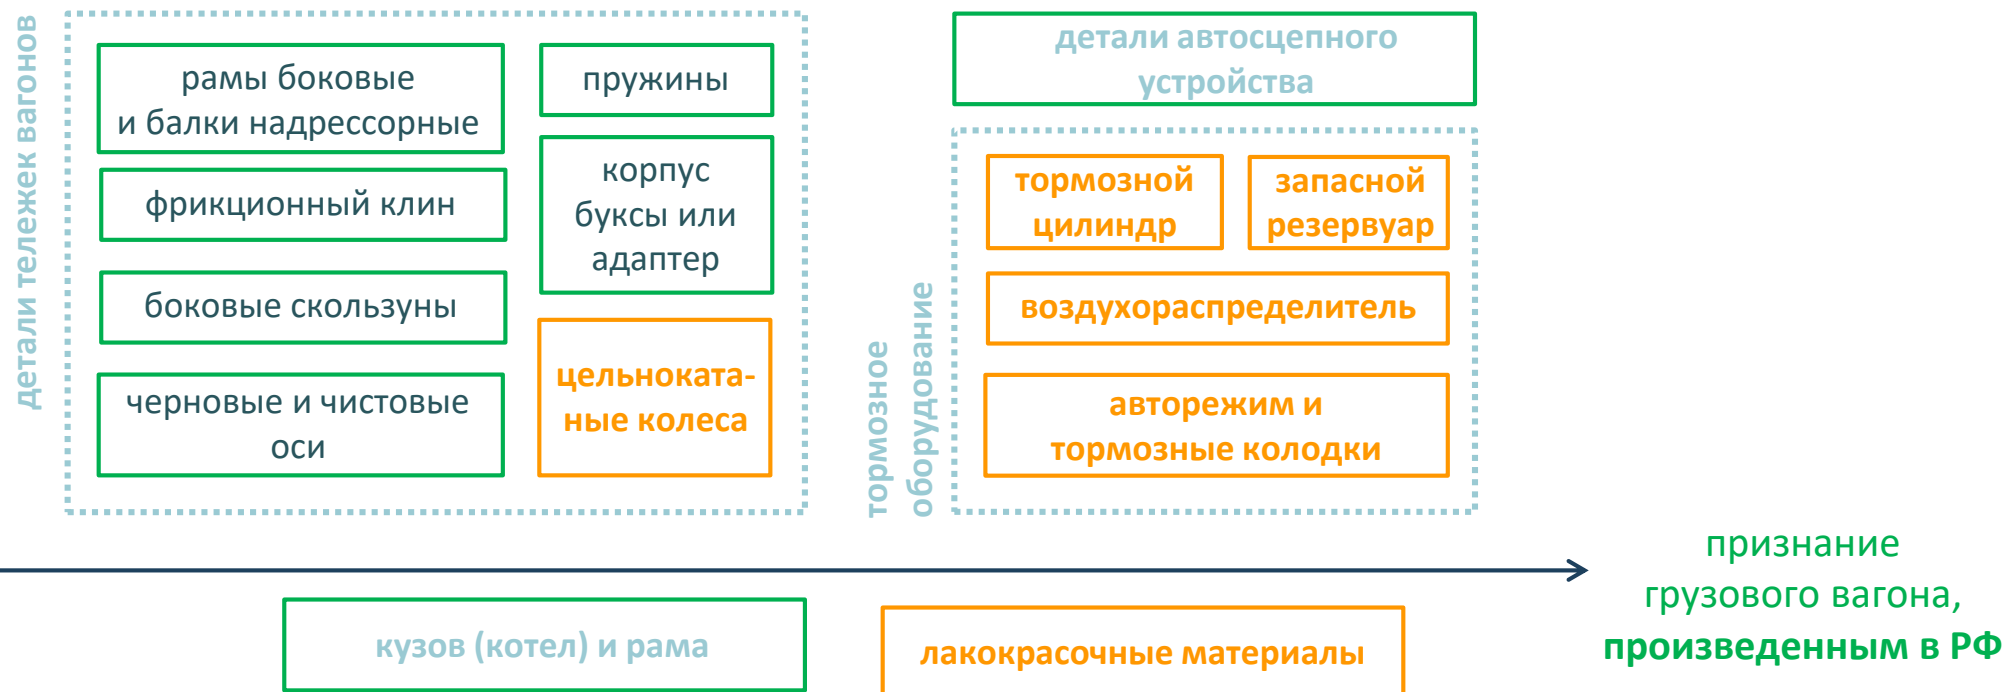 детали тележек вагонов
рамы боковые
и балки надрессорные
фрикционный клин
боковые скользуны
черновые и чистовые
оси
пружины
корпус
буксы или
адаптер
цельноката-
ные колеса
детали автосцепного
устройства
тормозное
оборудование
тормозной
цилиндр
запасной
резервуар
воздухораспределитель
авторежим и
тормозные колодки
кузов (котел) и рама
лакокрасочные материалы
признание
грузового вагона,
произведенным в РФ